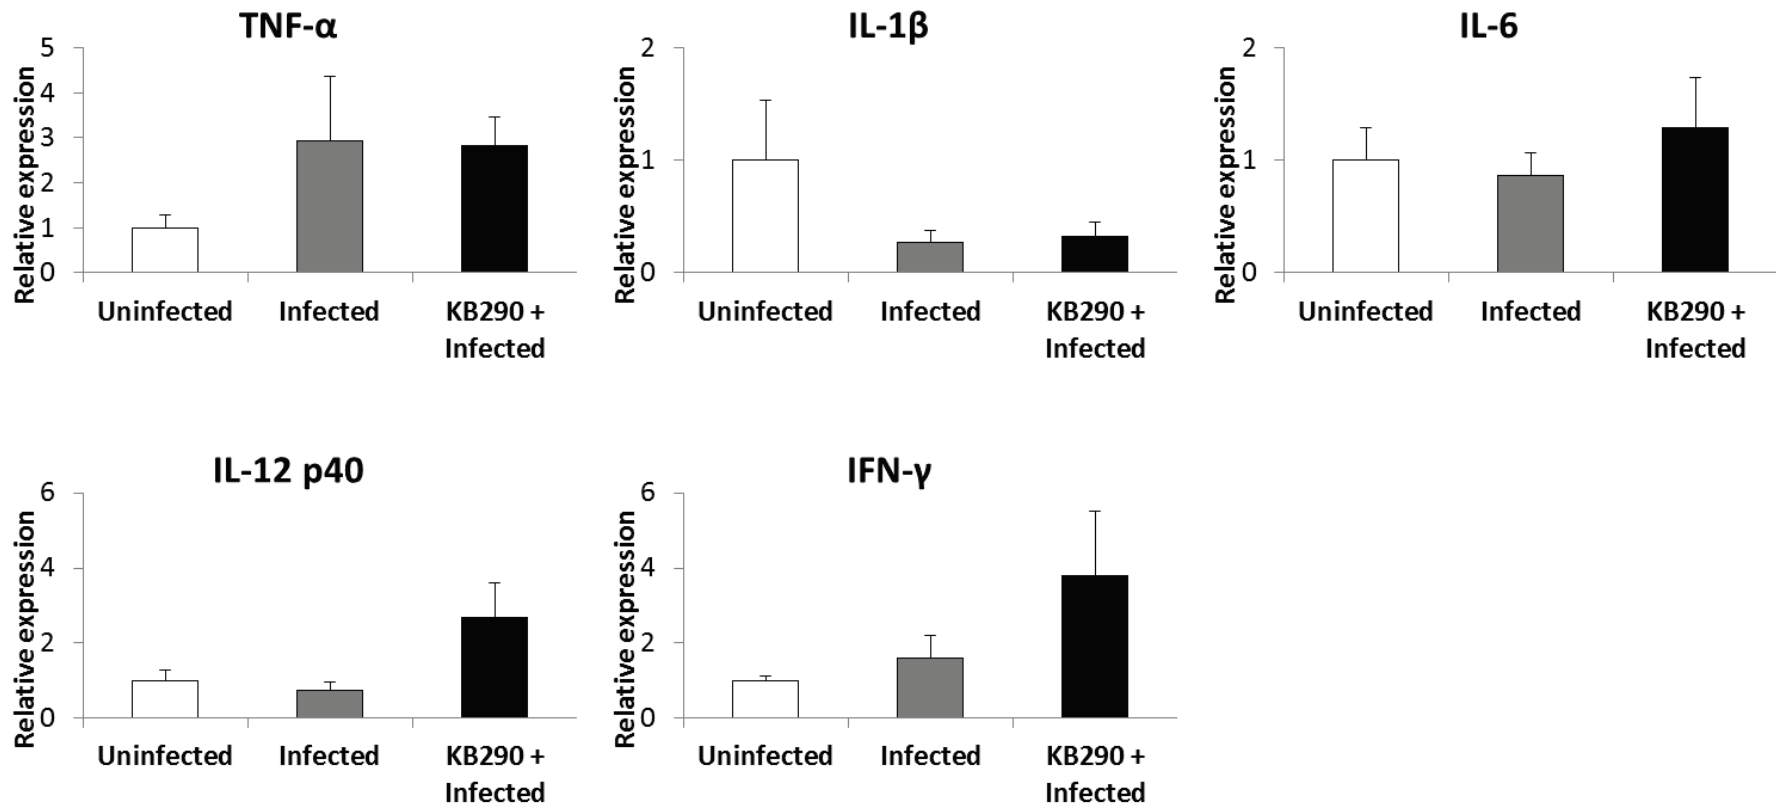 TNF-α
Relative expression
5
4
3
2
1
0
Uninfected
Infected
KB290 +
Infected
IL-1β
Relative expression
2
1
0
Uninfected
Infected
KB290 +
Infected
IL-6
Relative expression
2
1
0
Uninfected
Infected
KB290 +
Infected
IL-12 p40
Relative expression
6
4
2
0
Uninfected
Infected
KB290 +
Infected
IFN-γ
Relative expression
6
4
2
0
Uninfected
Infected
KB290 +
Infected